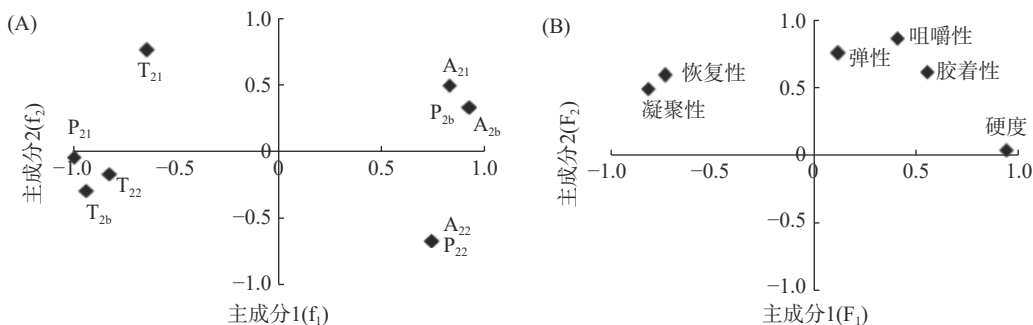 (A)
1.0
T₂₁
0.5
A₂₁
P₂b
A₂b
主成分2(f₂)
P₂₁
−1.0
−0.5
0
0.5
1.0
T₂₂
T₂b
−0.5
A₂₂
P₂₂
−1.0
主成分1(f₁)
(B)
1.0
咀嚼性
弹性
恢复性
胶着性
凝聚性
0.5
硬度
主成分2(F₂)
−1.0
−0.5
0
0.5
1.0
−0.5
−1.0
主成分1(F₁)